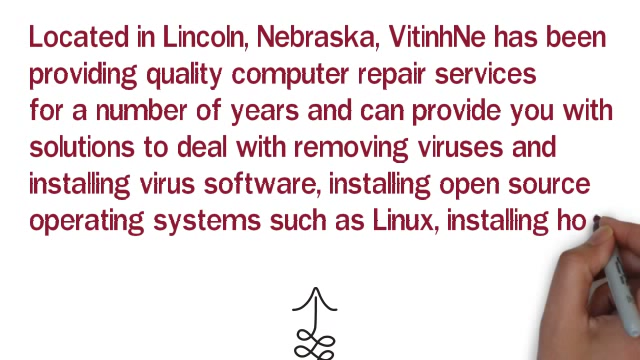 Located in Lincoln, Nebraska, VitinhNe has been
providing quality computer repair services
for a number of years and can provide you with
solutions to deal with removing viruses and
installing virus software, installing open source
operating systems such as Linux, installing ho